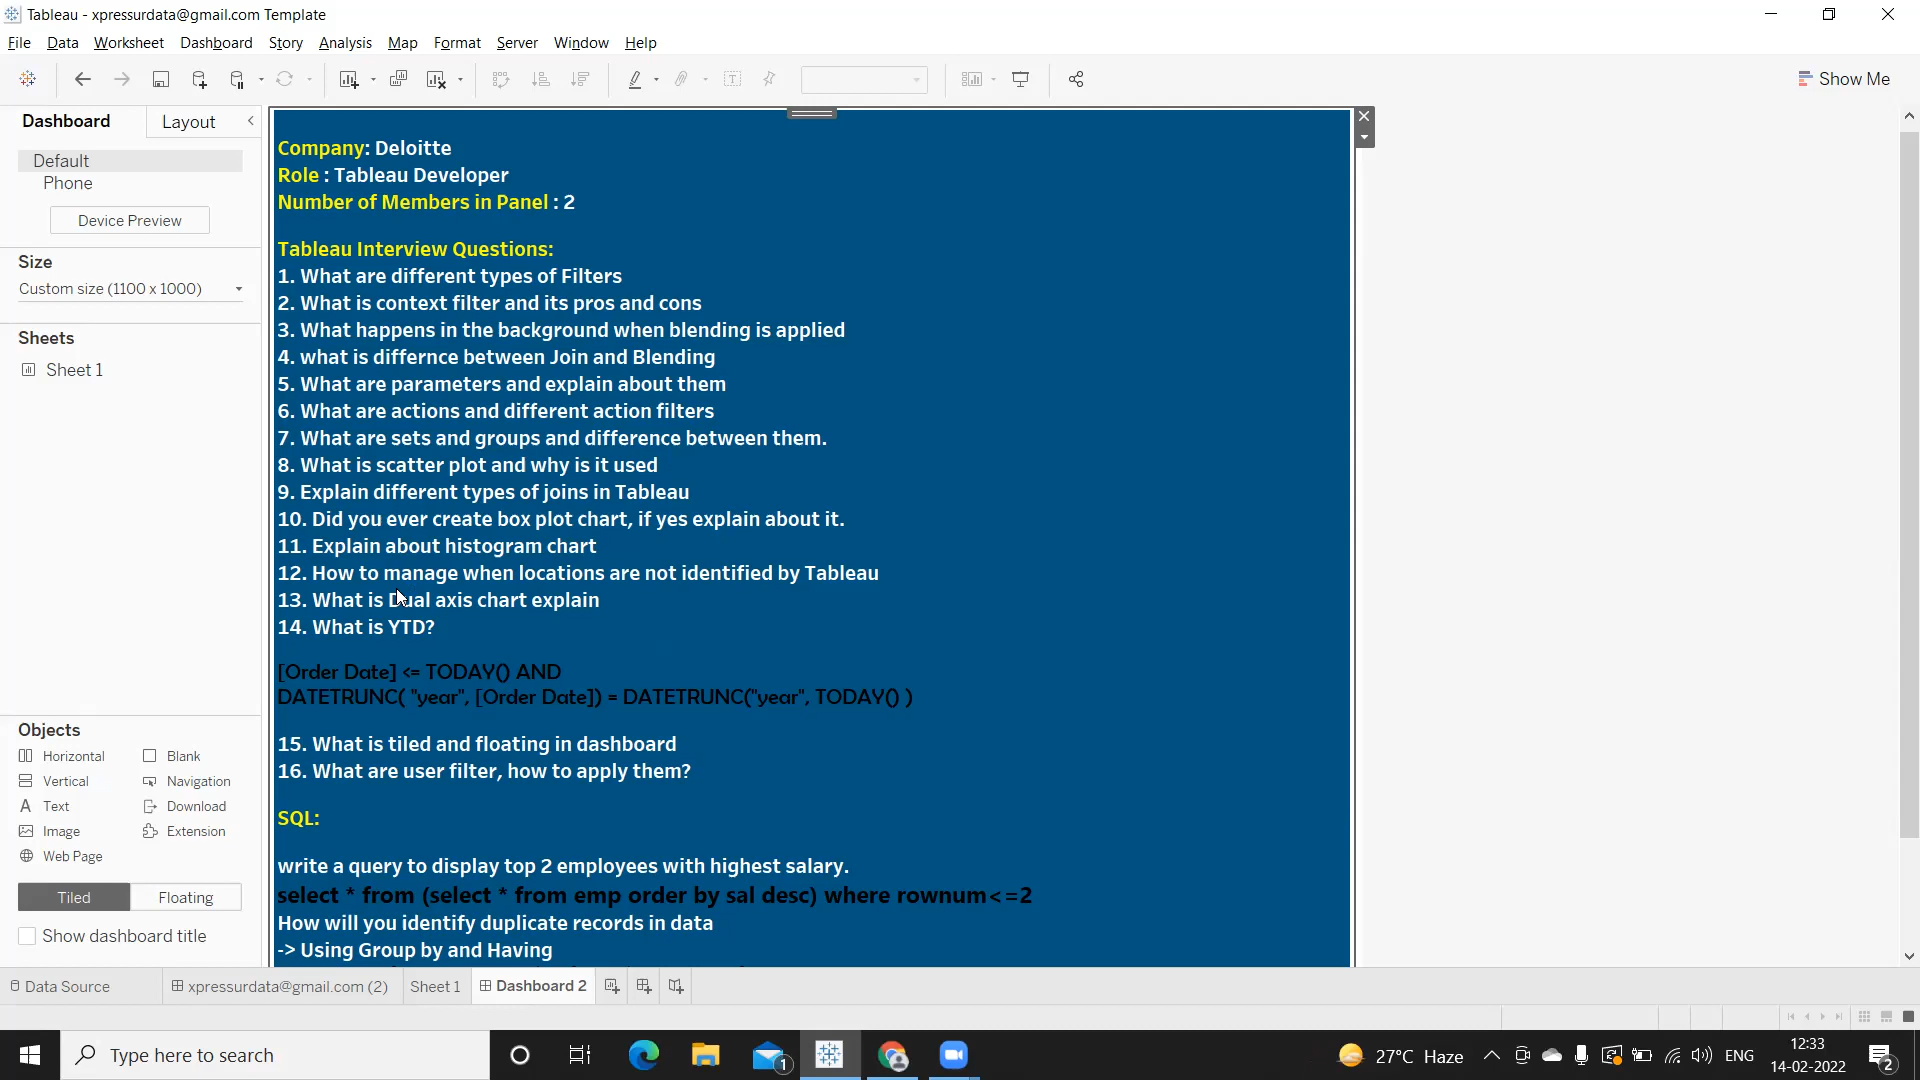 Tableau - xpressurdata@gmail.com Template
File Data Worksheet Dashboard Story Analysis Map Format Server Window Help
Show Me
Dashboard Layout
Default
Phone
Device Preview
Size
Custom size (1100 x 1000)
Sheets
Sheet 1
Objects
Horizontal Blank
Vertical Navigation
Text Download
Image Extension
Web Page
Tiled Floating
Show dashboard title
Company: Deloitte
Role : Tableau Developer
Number of Members in Panel : 2
Tableau Interview Questions:
1. What are different types of Filters
2. What is context filter and its pros and cons
3. What happens in the background when blending is applied
4. what is differnce between Join and Blending
5. What are parameters and explain about them
6. What are actions and different action filters
7. What are sets and groups and difference between them.
8. What is scatter plot and why is it used
9. Explain different types of joins in Tableau
10. Did you ever create box plot chart, if yes explain about it.
11. Explain about histogram chart
12. How to manage when locations are not identified by Tableau
13. What is Dual axis chart explain
14. What is YTD?
[Order Date] <= TODAY() AND
DATETRUNC( "year", [Order Date]) = DATETRUNC("year", TODAY() )
15. What is tiled and floating in dashboard
16. What are user filter, how to apply them?
SQL:
write a query to display top 2 employees with highest salary.
select * from (select * from emp order by sal desc) where rownum<=2
How will you identify duplicate records in data
-> Using Group by and Having
Data Source xpressurdata@gmail.com (2) Sheet 1 Dashboard 2
Type here to search
1
27°C Haze
ENG
12:33
14-02-2022
2